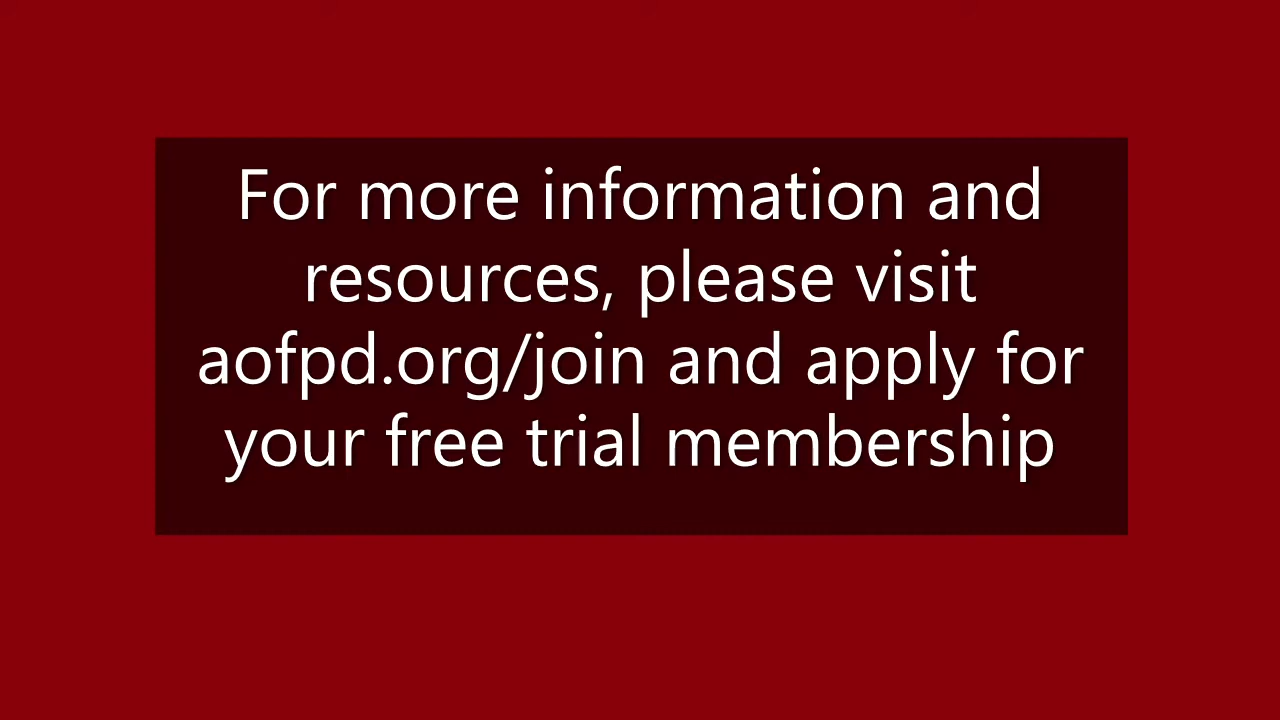 For more information and
resources, please visit
aofpd.org/join and apply for
your free trial membership